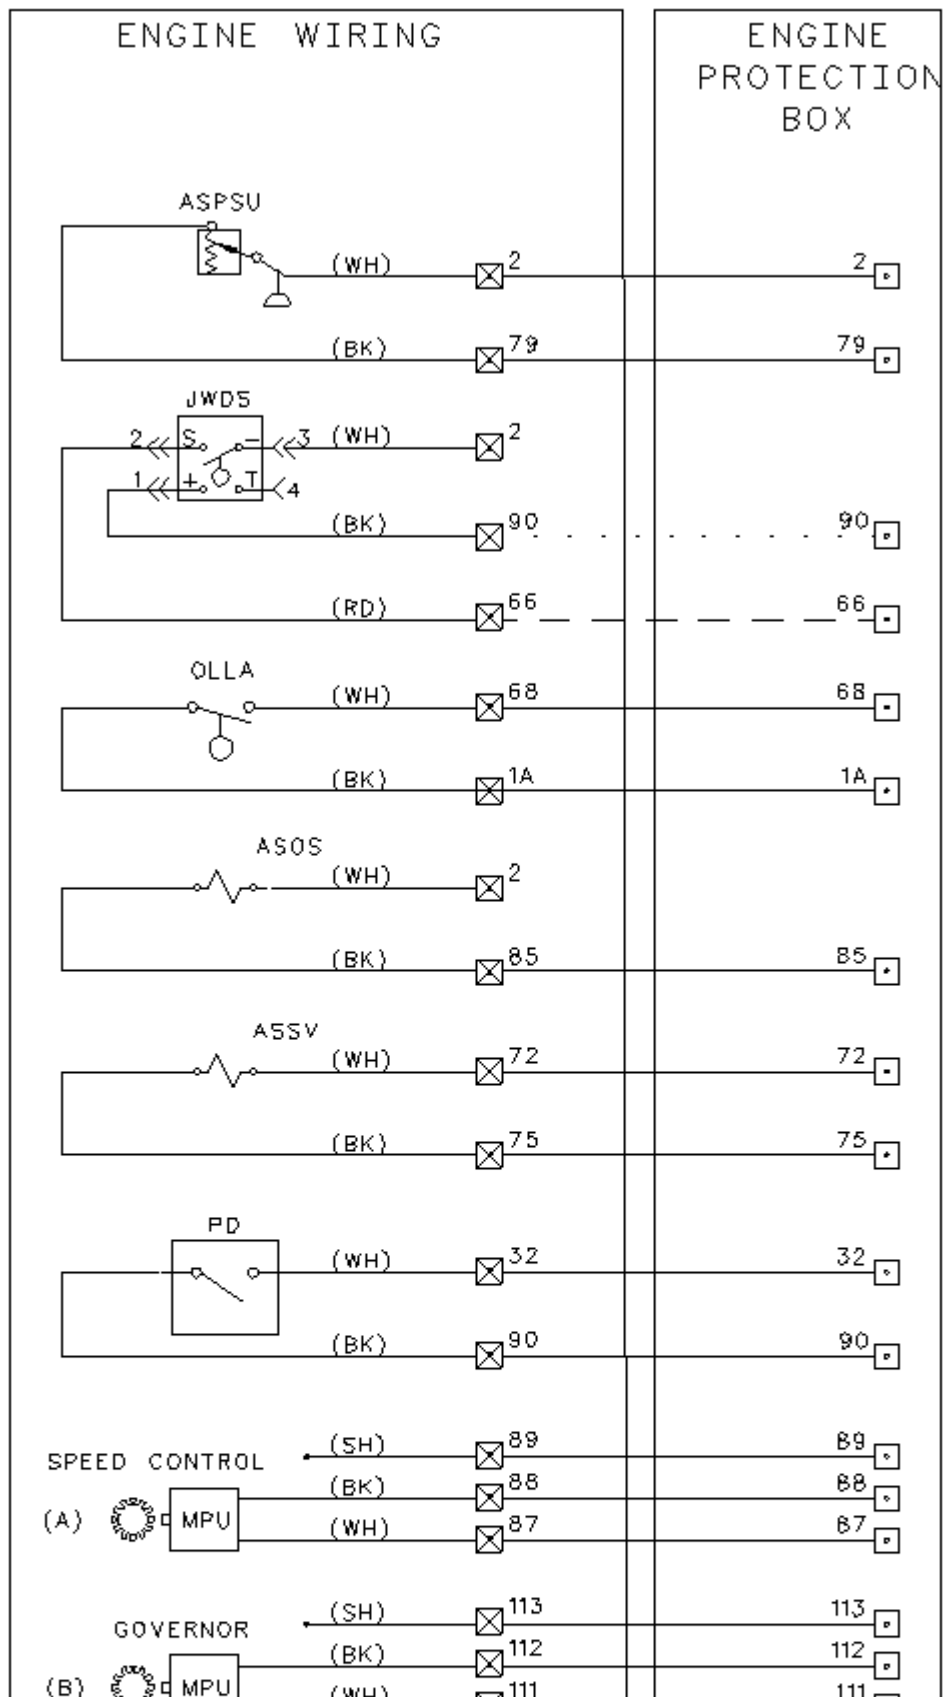 ENGINE WIRING
ENGINE
PROTECTION
BOX
ASPSU
(WH) 2 2
(BK) 79 79
JWDS
2 S - 3 (WH) 2
1 + T 4
(BK) 90 90
(RD) 66 66
OLLA
(WH) 68 68
(BK) 1A 1A
ASOS
(WH) 2
(BK) 85 85
ASSV
(WH) 72 72
(BK) 75 75
PD
(WH) 32 32
(BK) 90 90
(SH) 89 89
SPEED CONTROL
(BK) 88 88
(A) MPU
(WH) 87 87
(SH) 113 113
GOVERNOR
(BK) 112 112
(B) MPU
(WH) 111 111